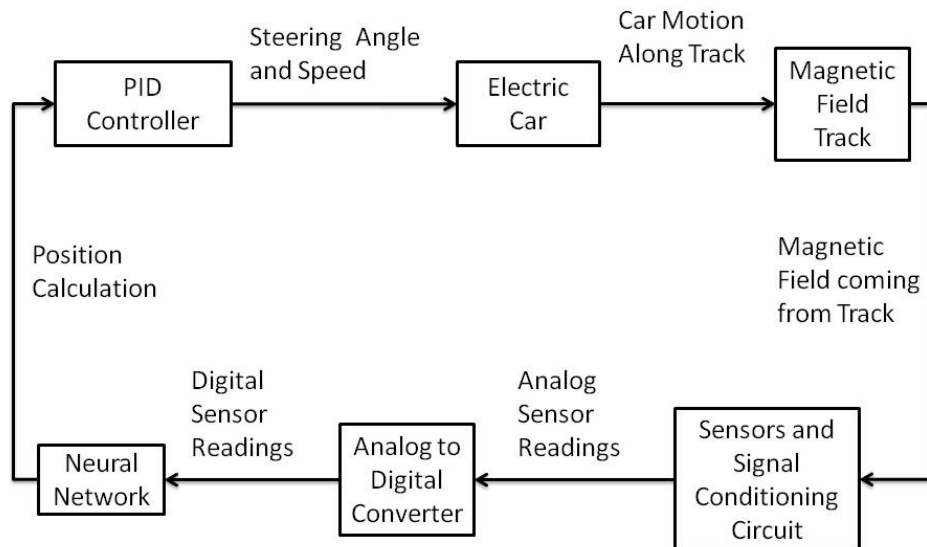 Steering Angle
and Speed
Car Motion
Along Track
PID
Controller
Electric
Car
Magnetic
Field
Track
Position
Calculation
Magnetic
Field coming
from Track
Digital
Sensor
Readings
Analog
Sensor
Readings
Neural
Network
Analog to
Digital
Converter
Sensors and
Signal
Conditioning
Circuit